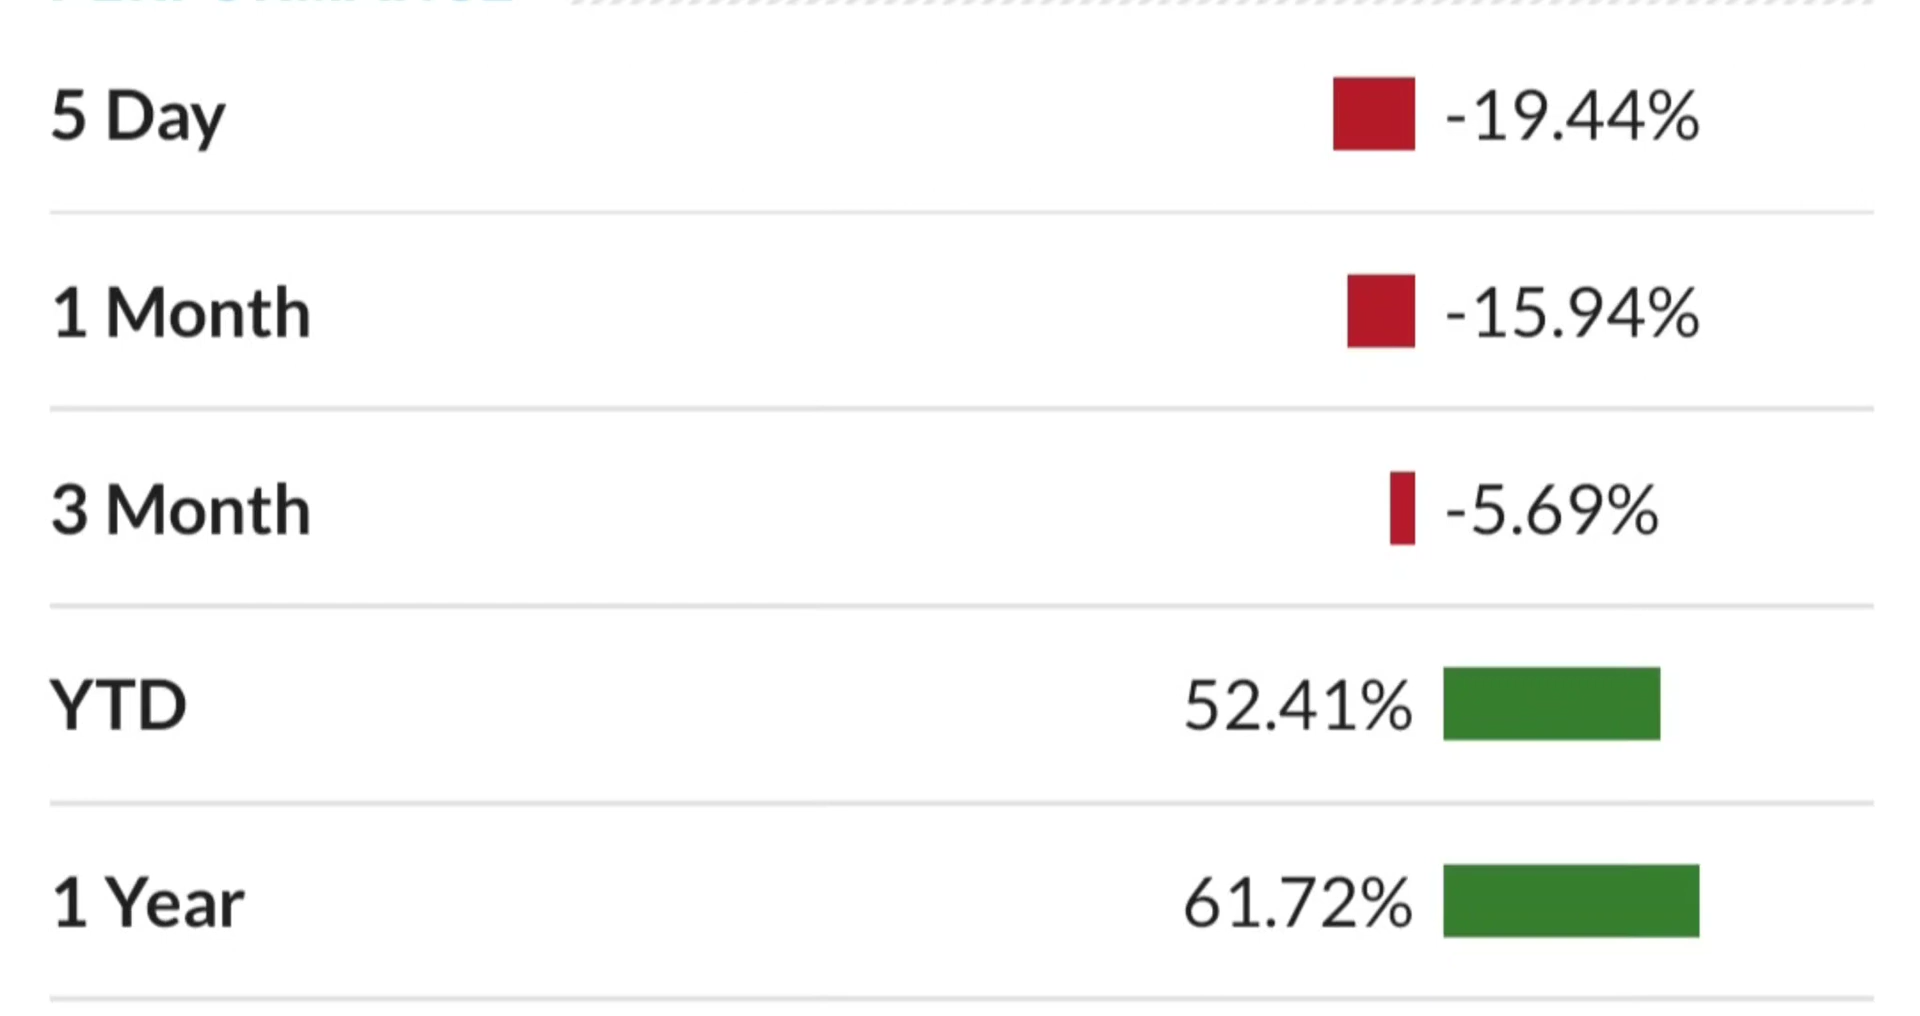 PERFORMANCE
5 Day -19.44%
1 Month -15.94%
3 Month -5.69%
YTD 52.41%
1 Year 61.72%